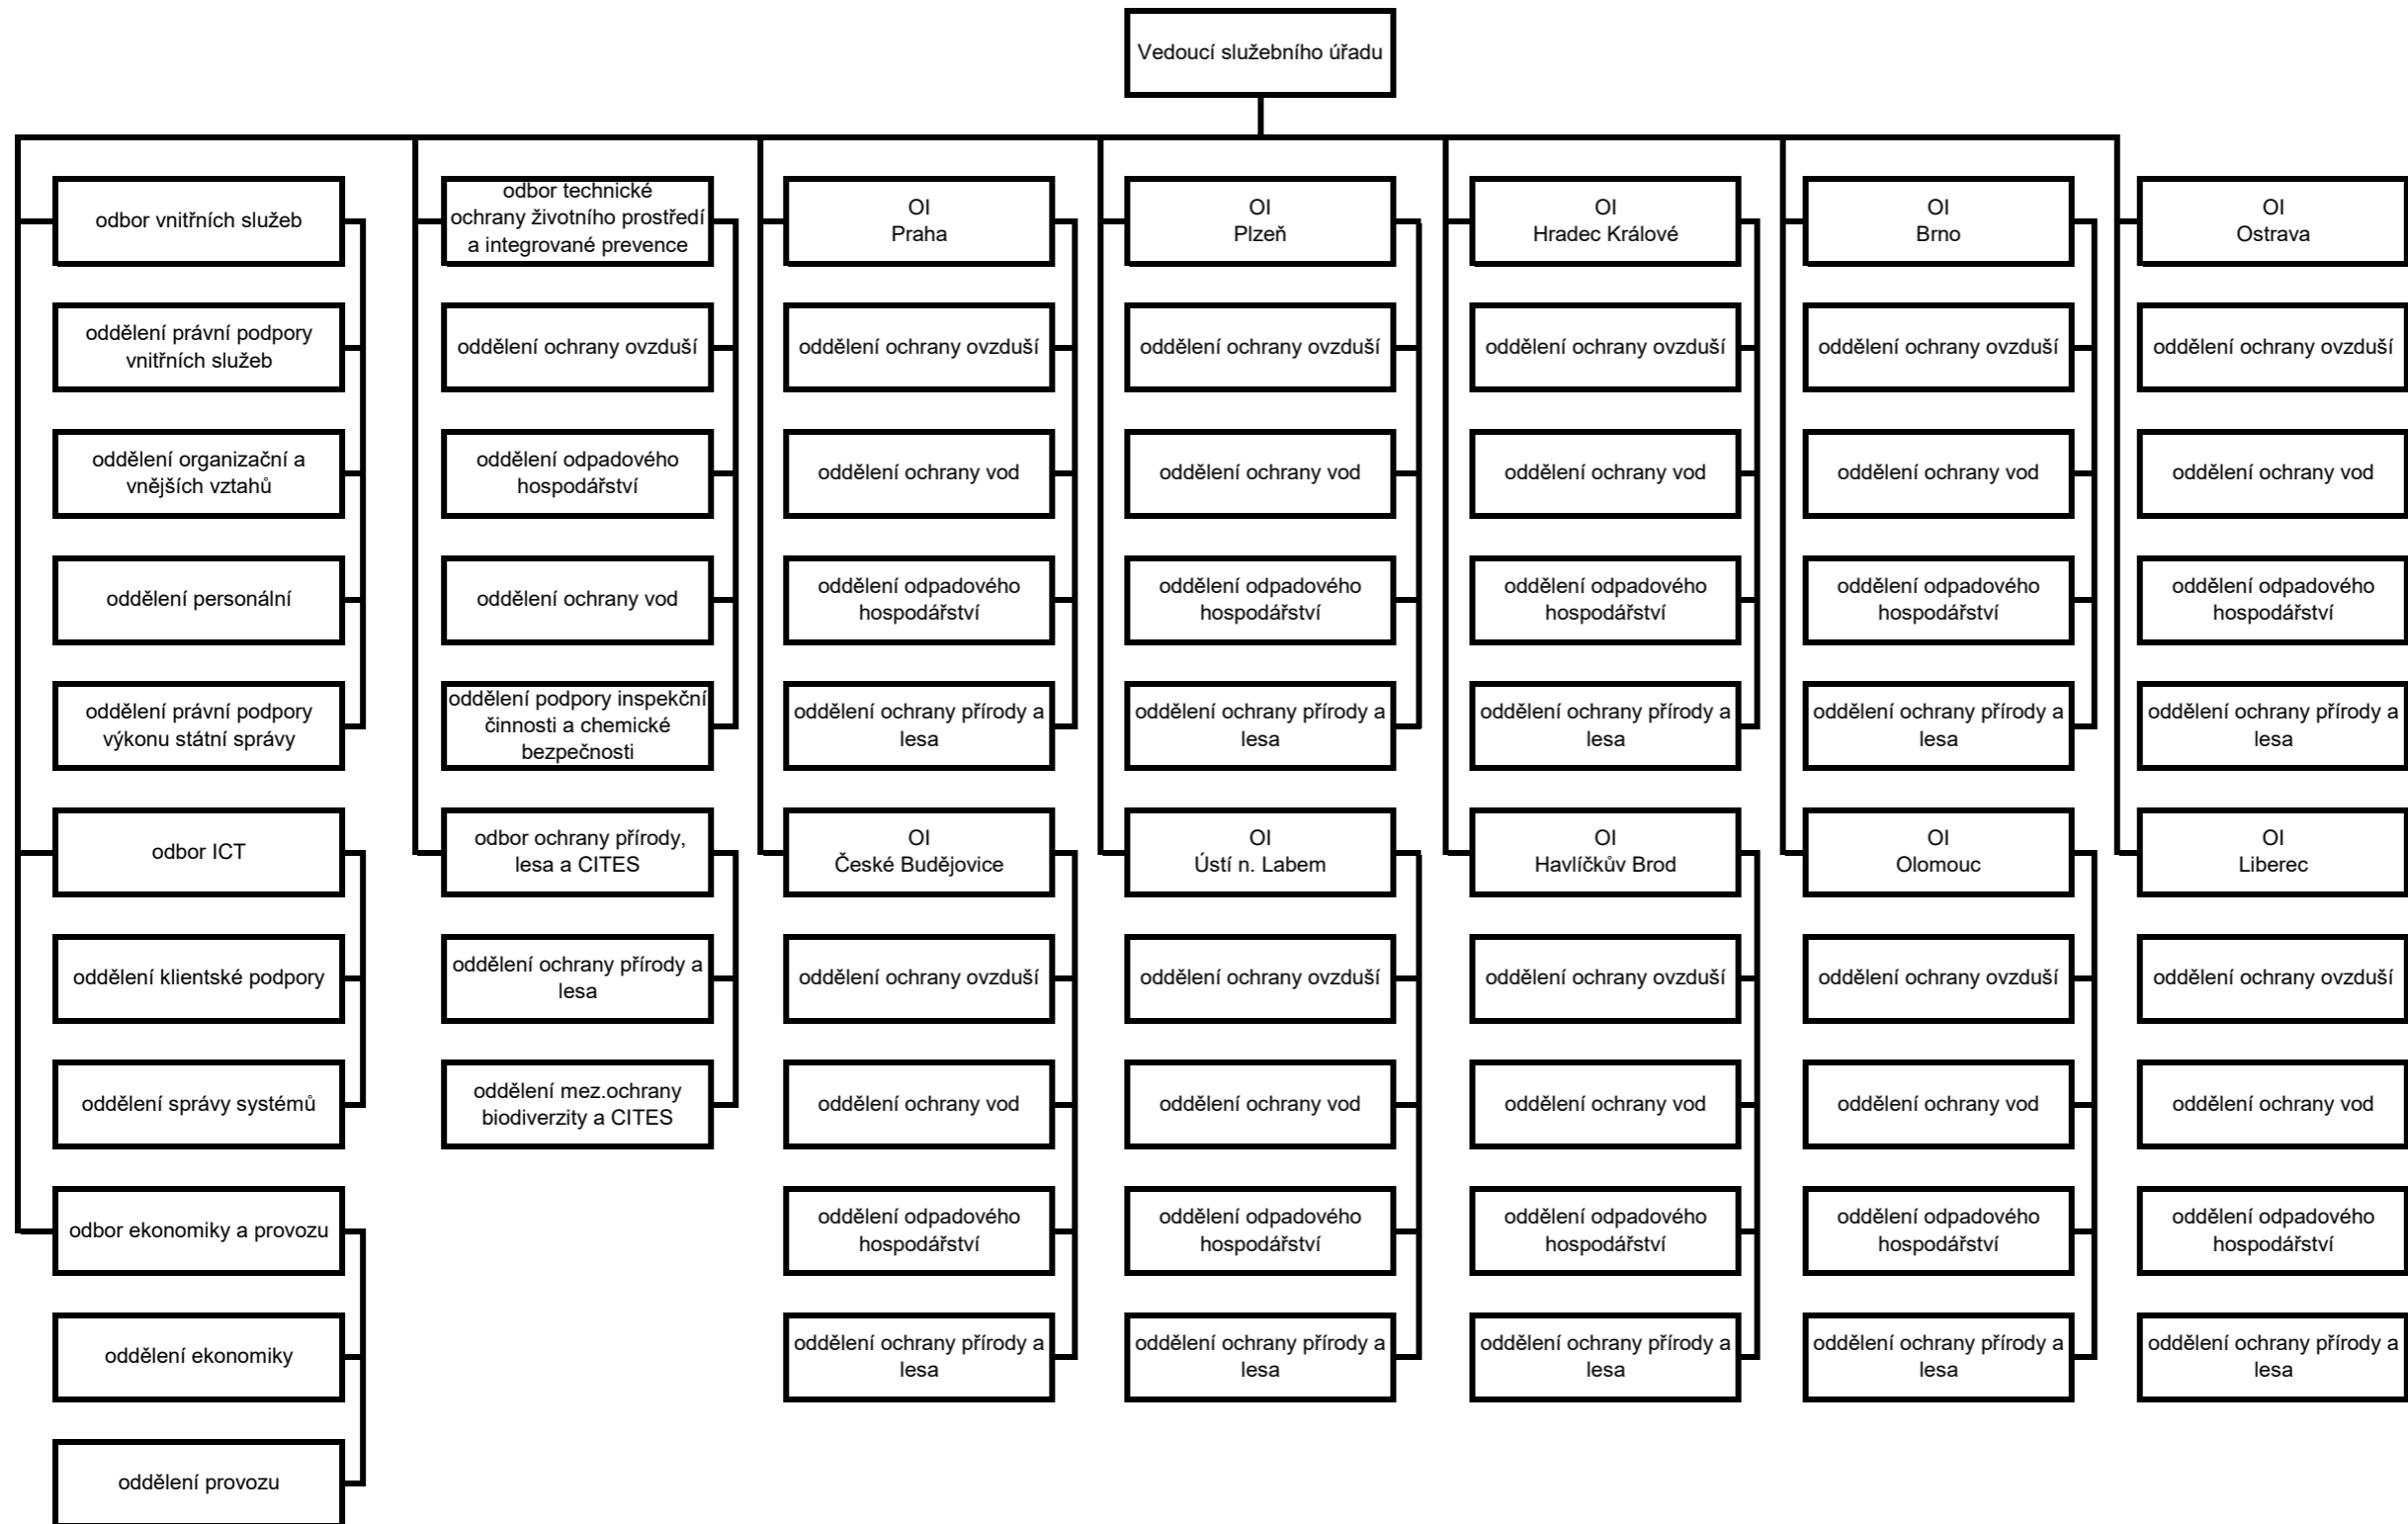 Vedoucí služebního úřadu
odbor vnitřních služeb
oddělení právní podpory
vnitřních služeb
oddělení organizační a
vnějších vztahů
oddělení personální
oddělení právní podpory
výkonu státní správy
odbor ICT
oddělení klientské podpory
oddělení správy systémů
odbor ekonomiky a provozu
oddělení ekonomiky
oddělení provozu
odbor technické
ochrany životního prostředí
a integrované prevence
oddělení ochrany ovzduší
oddělení odpadového
hospodářství
oddělení ochrany vod
oddělení podpory inspekční
činnosti a chemické
bezpečnosti
odbor ochrany přírody,
lesa a CITES
oddělení ochrany přírody a
lesa
oddělení mez.ochrany
biodiverzity a CITES
OI
Praha
oddělení ochrany ovzduší
oddělení ochrany vod
oddělení odpadového
hospodářství
oddělení ochrany přírody a
lesa
OI
České Budějovice
oddělení ochrany ovzduší
oddělení ochrany vod
oddělení odpadového
hospodářství
oddělení ochrany přírody a
lesa
OI
Plzeň
oddělení ochrany ovzduší
oddělení ochrany vod
oddělení odpadového
hospodářství
oddělení ochrany přírody a
lesa
OI
Ústí n. Labem
oddělení ochrany ovzduší
oddělení ochrany vod
oddělení odpadového
hospodářství
oddělení ochrany přírody a
lesa
OI
Hradec Králové
oddělení ochrany ovzduší
oddělení ochrany vod
oddělení odpadového
hospodářství
oddělení ochrany přírody a
lesa
OI
Havlíčkův Brod
oddělení ochrany ovzduší
oddělení ochrany vod
oddělení odpadového
hospodářství
oddělení ochrany přírody a
lesa
OI
Brno
oddělení ochrany ovzduší
oddělení ochrany vod
oddělení odpadového
hospodářství
oddělení ochrany přírody a
lesa
OI
Olomouc
oddělení ochrany ovzduší
oddělení ochrany vod
oddělení odpadového
hospodářství
oddělení ochrany přírody a
lesa
OI
Ostrava
oddělení ochrany ovzduší
oddělení ochrany vod
oddělení odpadového
hospodářství
oddělení ochrany přírody a
lesa
OI
Liberec
oddělení ochrany ovzduší
oddělení ochrany vod
oddělení odpadového
hospodářství
oddělení ochrany přírody a
lesa